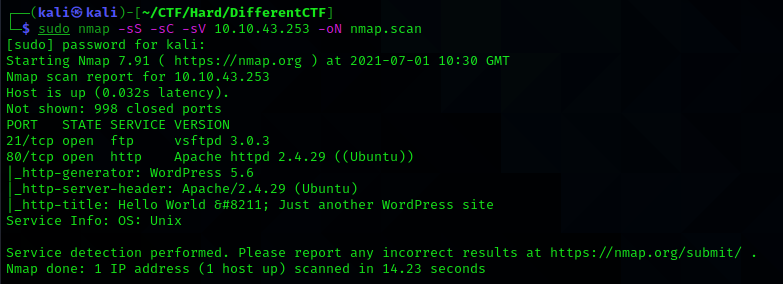 ┌──(kali㉿kali)-[~/CTF/Hard/DifferentCTF]
└─$ sudo nmap -sS -sC -sV 10.10.43.253 -oN nmap.scan
[sudo] password for kali:
Starting Nmap 7.91 ( https://nmap.org ) at 2021-07-01 10:30 GMT
Nmap scan report for 10.10.43.253
Host is up (0.032s latency).
Not shown: 998 closed ports
PORT   STATE SERVICE VERSION
21/tcp open  ftp     vsftpd 3.0.3
80/tcp open  http    Apache httpd 2.4.29 ((Ubuntu))
|_http-generator: WordPress 5.6
|_http-server-header: Apache/2.4.29 (Ubuntu)
|_http-title: Hello World &#8211; Just another WordPress site
Service Info: OS: Unix

Service detection performed. Please report any incorrect results at https://nmap.org/submit/ .
Nmap done: 1 IP address (1 host up) scanned in 14.23 seconds